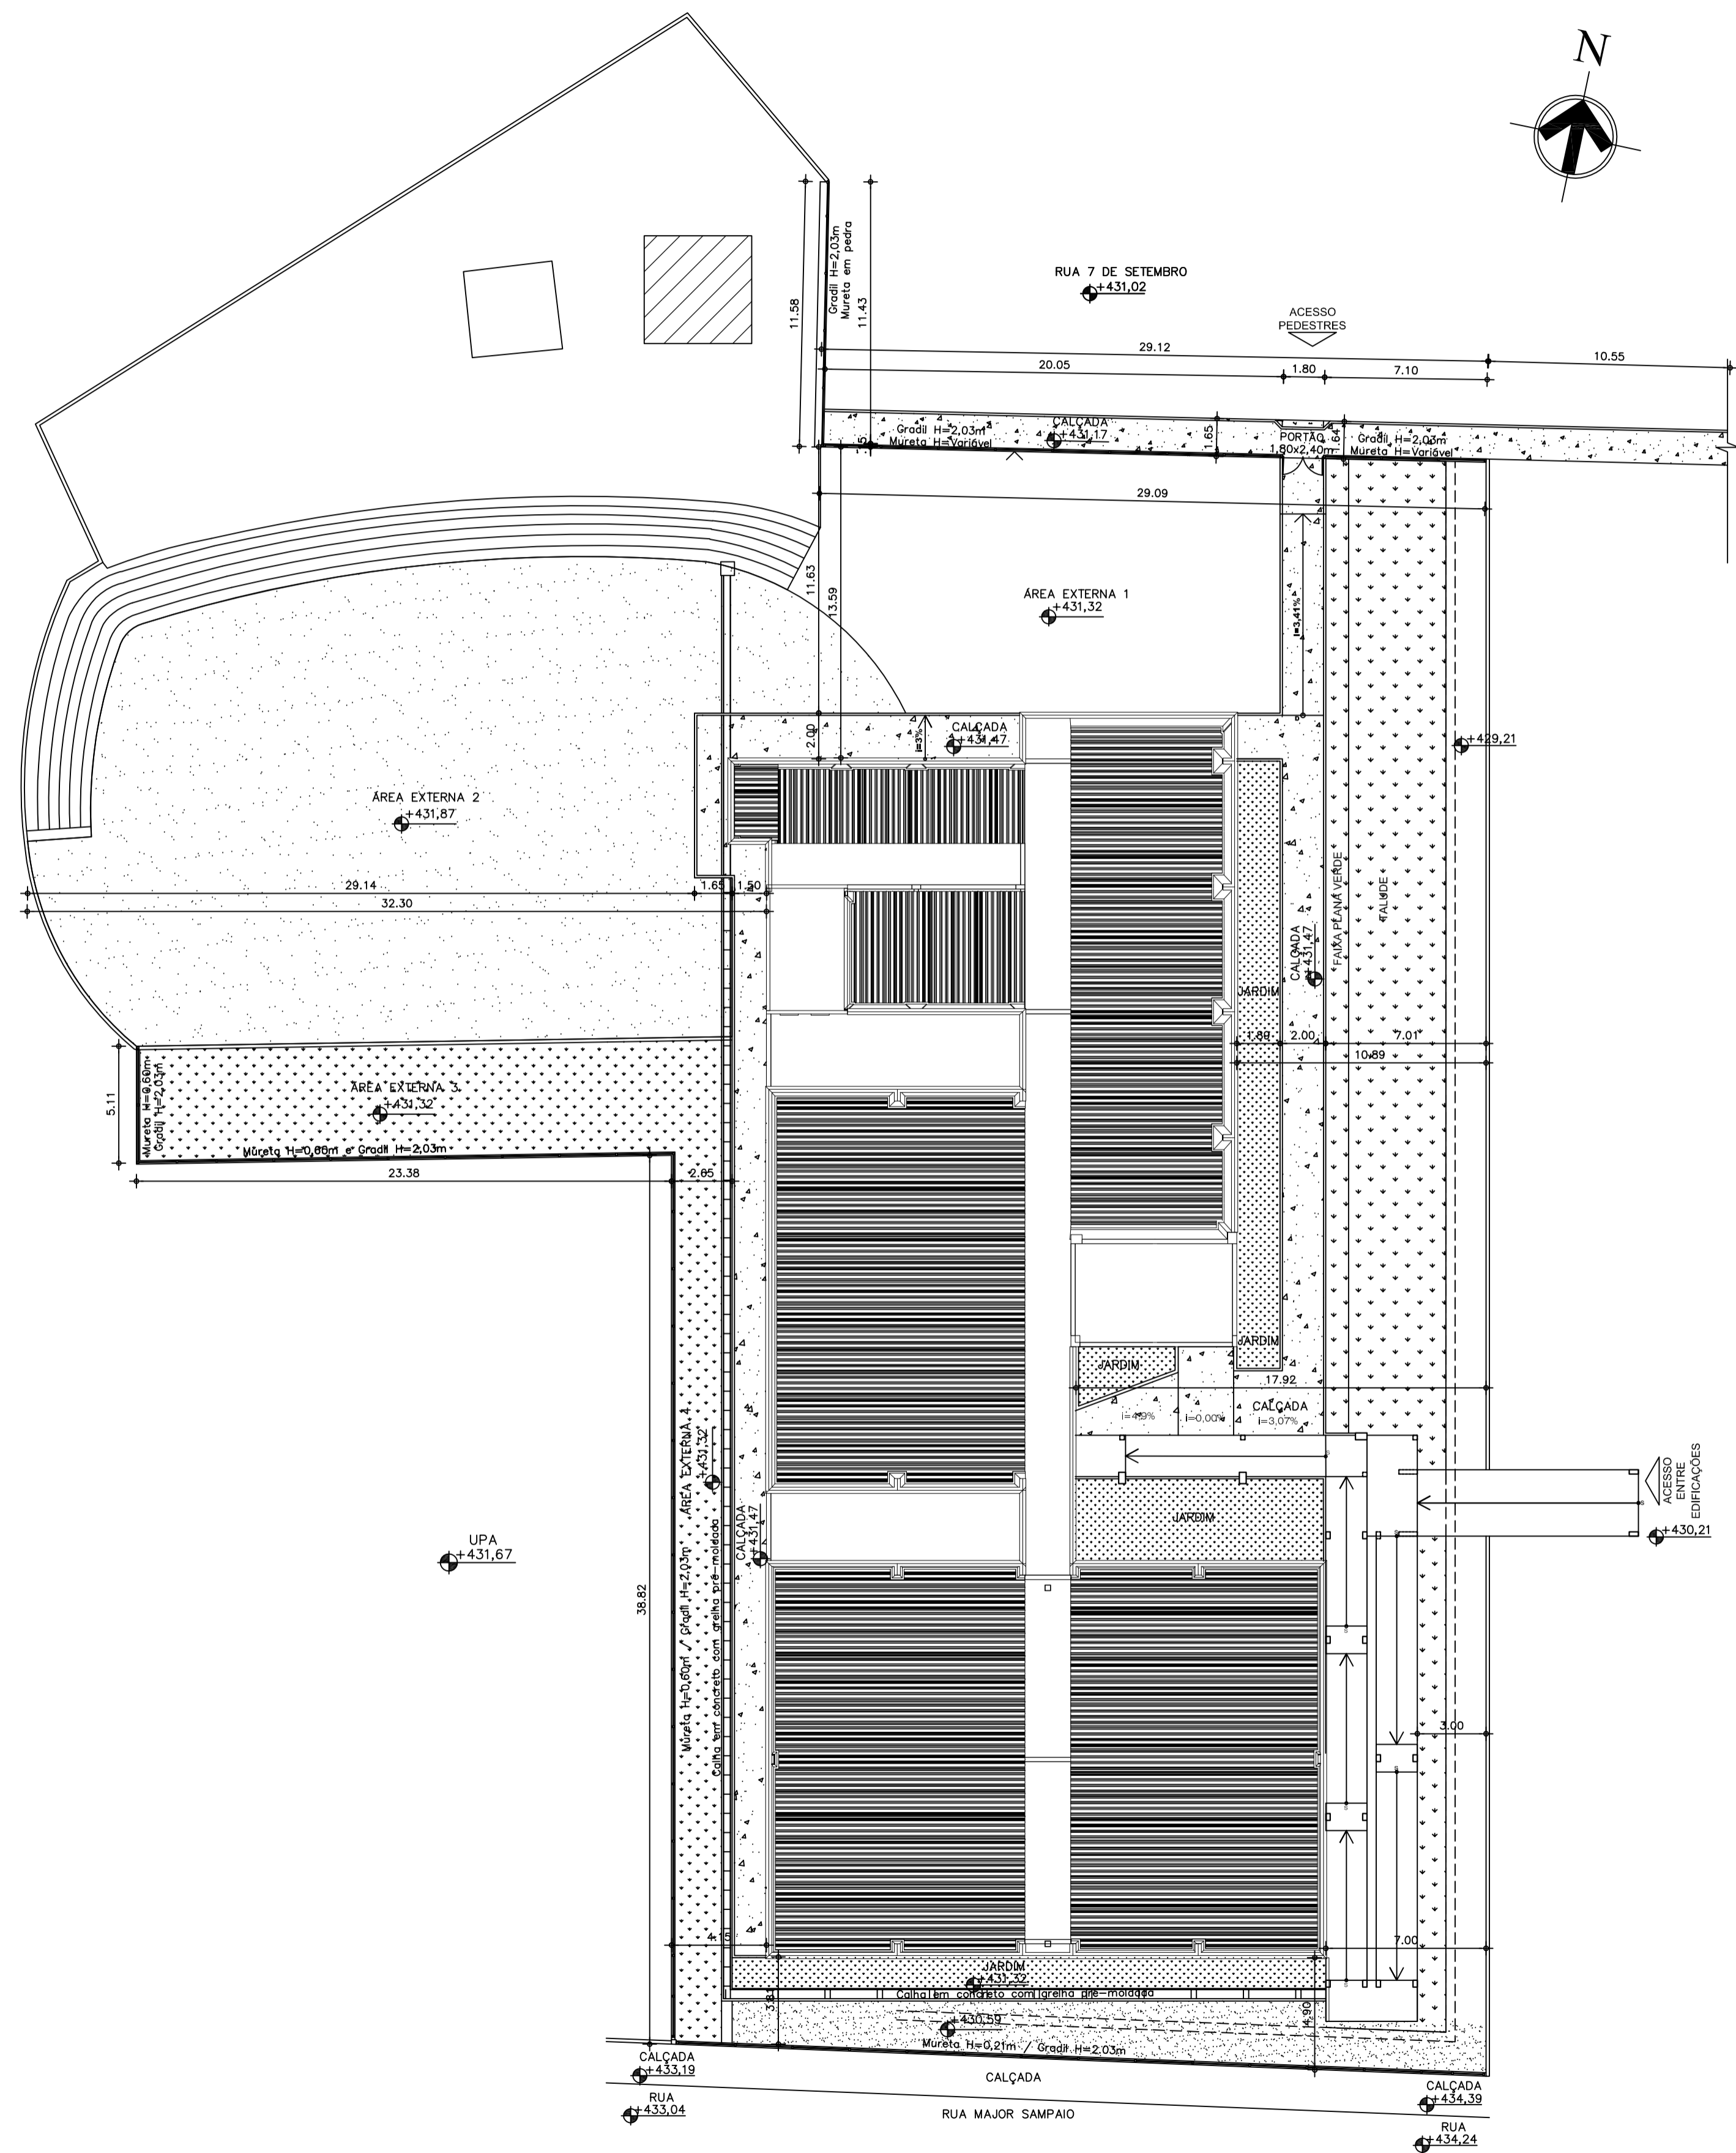 N
RUA 7 DE SETEMBRO
+431,02
ACESSO
PEDESTRES
29.12
10.55
20.05
1.80
7.10
11.58
Gradil H=2,03m
Mureta em pedra
11.43
Gradil H=2,03m
Mureta H=Variável
CALÇADA
+431,17
1.65
PORTÃO
1,80x2,40m
1.64
Gradil H=2,03m
Mureta H=Variável
29.09
11.63
13.59
ÁREA EXTERNA 1
+431,32
i=3,41%
2.00
i=3%
CALÇADA
+431,47
+429,21
ÁREA EXTERNA 2
+431,87
29.14
1.65
1.50
32.30
FAIXA PLANA VERDE
TALUDE
CALÇADA
+431,47
JARDIM
1.89
2.00
7.01
10.89
5.11
Mureta H=0,60m
Gradil H=2,03m
ÁREA EXTERNA 3
+431,32
Mureta H=0,60m e Gradil H=2,03m
23.38
2.65
JARDIM
JARDIM
17.92
i=4,9%
i=0,00%
CALÇADA
i=3,07%
ÁREA EXTERNA 4
+431,32
Mureta H=0,60m / Gradil H=2,03m
Calha em concreto com grelha pré-moldada
CALÇADA
+431,47
JARDIM
ACESSO
ENTRE
EDIFICAÇÕES
+430,21
UPA
+431,67
38.82
3.00
4.15
7.00
JARDIM
+431,32
Calha em concreto com grelha pré-moldada
3.81
4.90
+430,59
Mureta H=0,21m / Gradil H=2,03m
CALÇADA
+433,19
CALÇADA
CALÇADA
+434,39
RUA
+433,04
RUA MAJOR SAMPAIO
RUA
+434,24